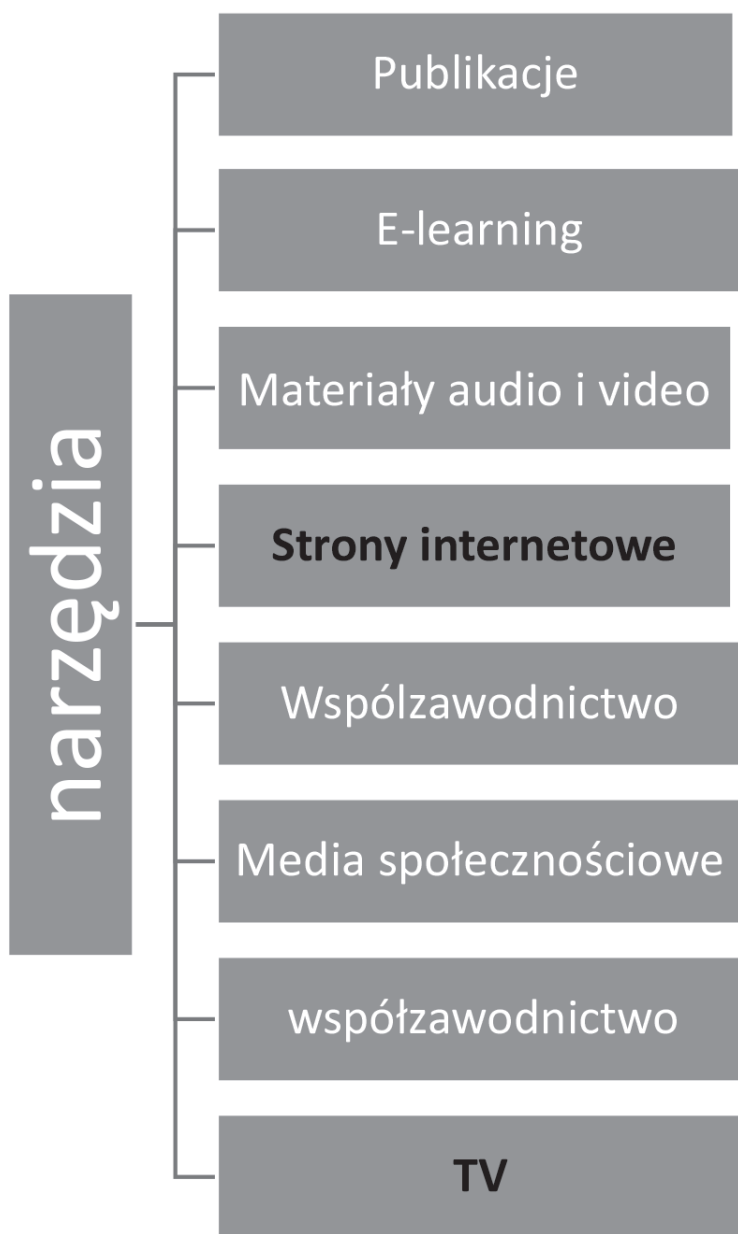 narzędzia
Publikacje
E-learning
Materiały audio i video
Strony internetowe
Wspólzawodnictwo
Media społecznościowe
współzawodnictwo
TV